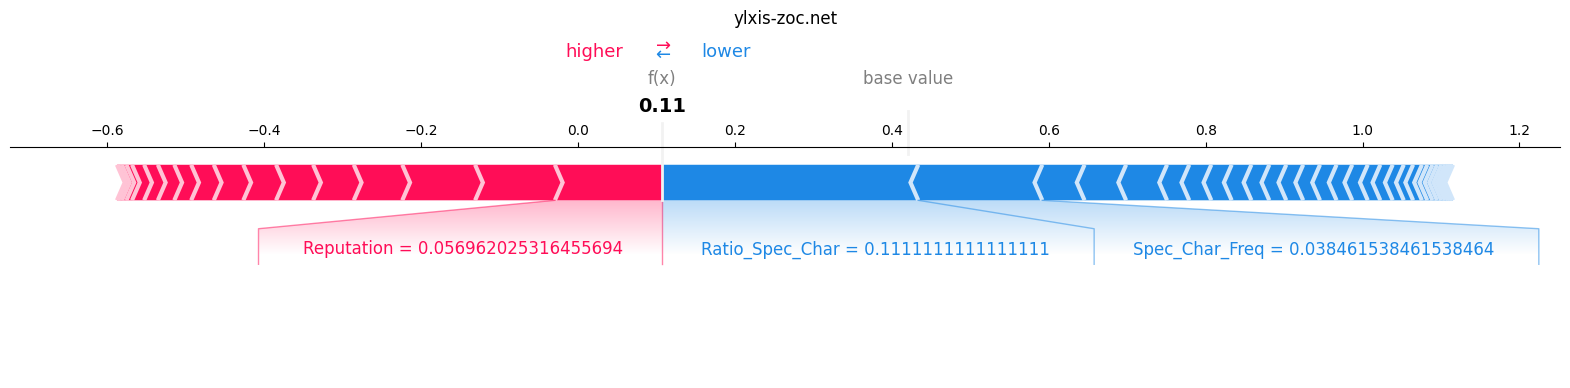 ylxis-zoc.net
higher ⇄ lower
f(x) base value
0.11
−0.6 −0.4 −0.2 0.0 0.2 0.4 0.6 0.8 1.0 1.2
Reputation = 0.056962025316455694 Ratio_Spec_Char = 0.1111111111111111 Spec_Char_Freq = 0.038461538461538464